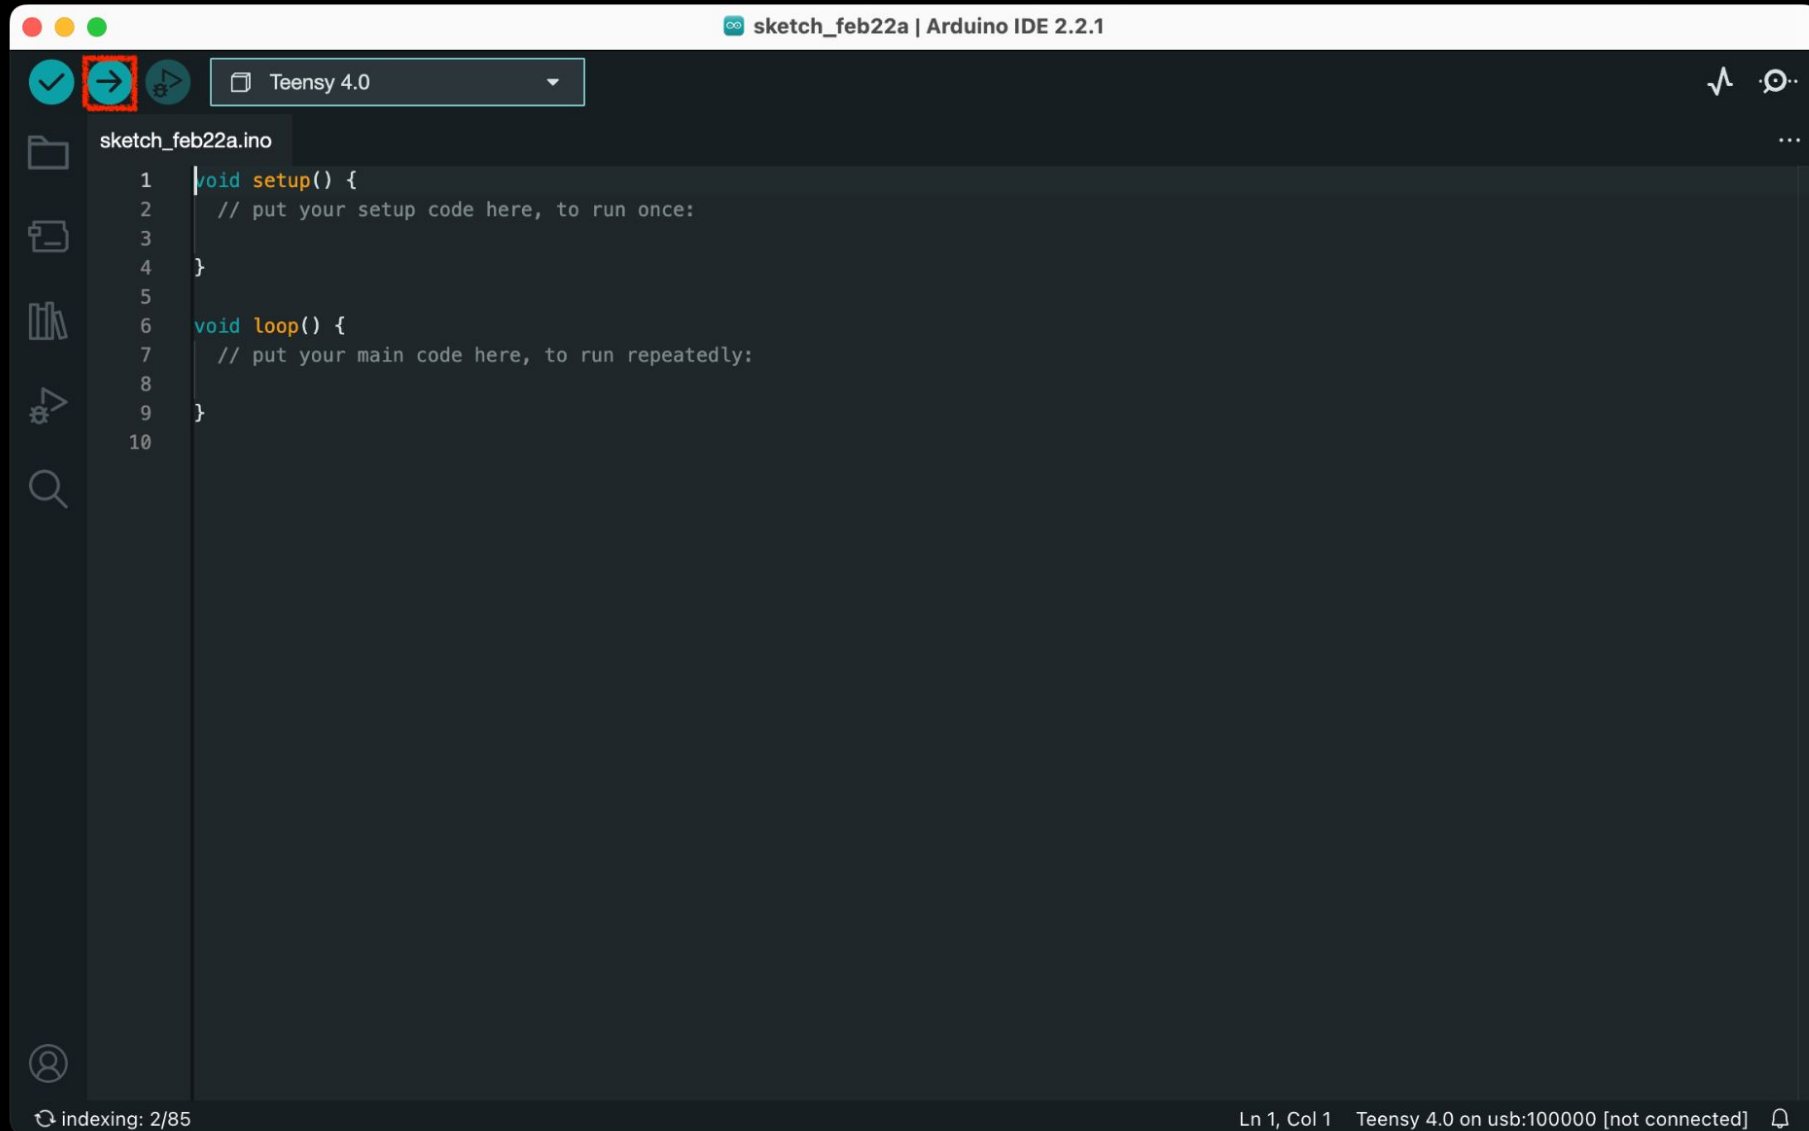 sketch_feb22a | Arduino IDE 2.2.1
Teensy 4.0
sketch_feb22a.ino
1 void setup() {
2 // put your setup code here, to run once:
3
4 }
5
6 void loop() {
7 // put your main code here, to run repeatedly:
8
9 }
10
indexing: 2/85
Ln 1, Col 1 Teensy 4.0 on usb:100000 [not connected]